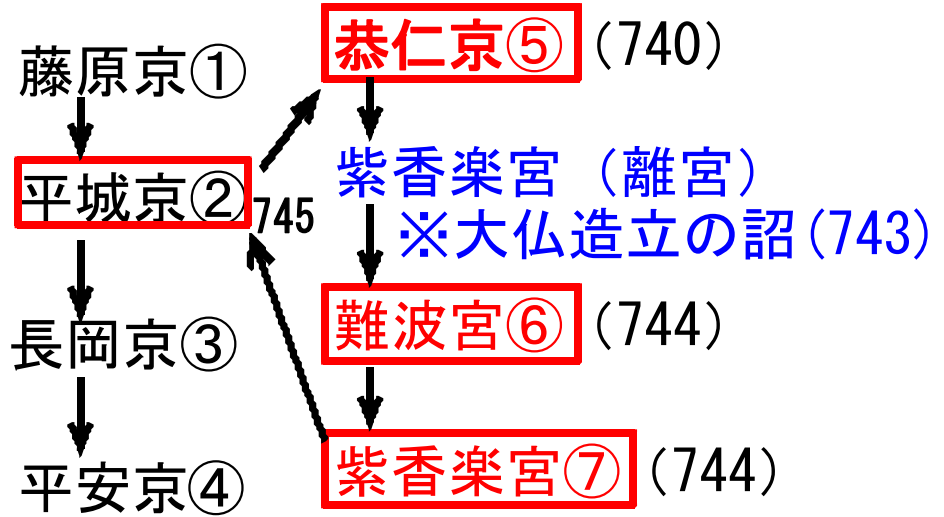 藤原京①
平城京②
745
長岡京③
平安京④
恭仁京⑤（740）
紫香楽宮（離宮）
※大仏造立の詔(743)
難波宮⑥（744）
紫香楽宮⑦（744）